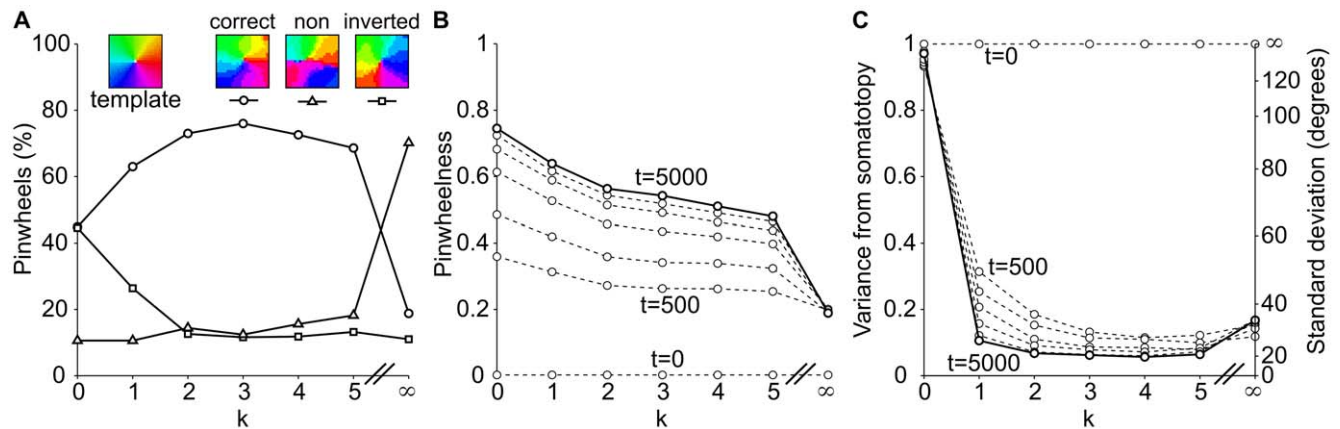 A
correct non inverted
template
Pinwheels (%)
100
80
60
40
20
0
0 1 2 3 4 5 ∞
k
B
Pinwheelness
1
0.8
0.6
0.4
0.2
0
t=5000
t=500
t=0
0 1 2 3 4 5 ∞
k
C
Variance from somatotopy
1
0.8
0.6
0.4
0.2
0
t=0
t=500
t=5000
0 1 2 3 4 5 ∞
k
∞
120
100
80
60
40
20
0
Standard deviation (degrees)